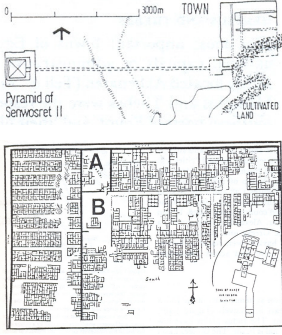 0 3000m TOWN
Pyramid of
Senwosret II
CULTIVATED
LAND
A
B
South